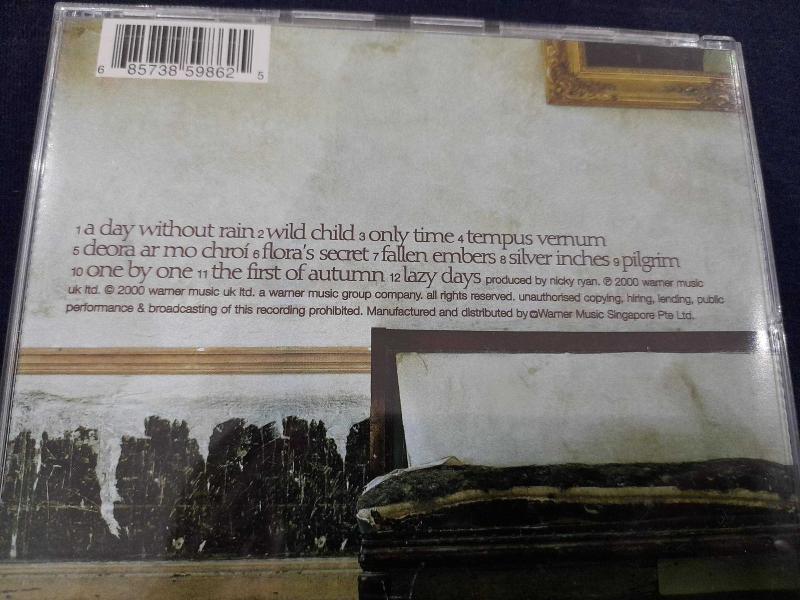 6 85738 59862 5
1 a day without rain 2 wild child 3 only time 4 tempus vernum
5 deora ar mo chroí 6 flora's secret 7 fallen embers 8 silver inches 9 pilgrim
10 one by one 11 the first of autumn 12 lazy days produced by nicky ryan. ℗ 2000 warner music
uk ltd. © 2000 warner music uk ltd. a warner music group company. all rights reserved. unauthorised copying, hiring, lending, public
performance & broadcasting of this recording prohibited. Manufactured and distributed by Warner Music Singapore Pte Ltd.